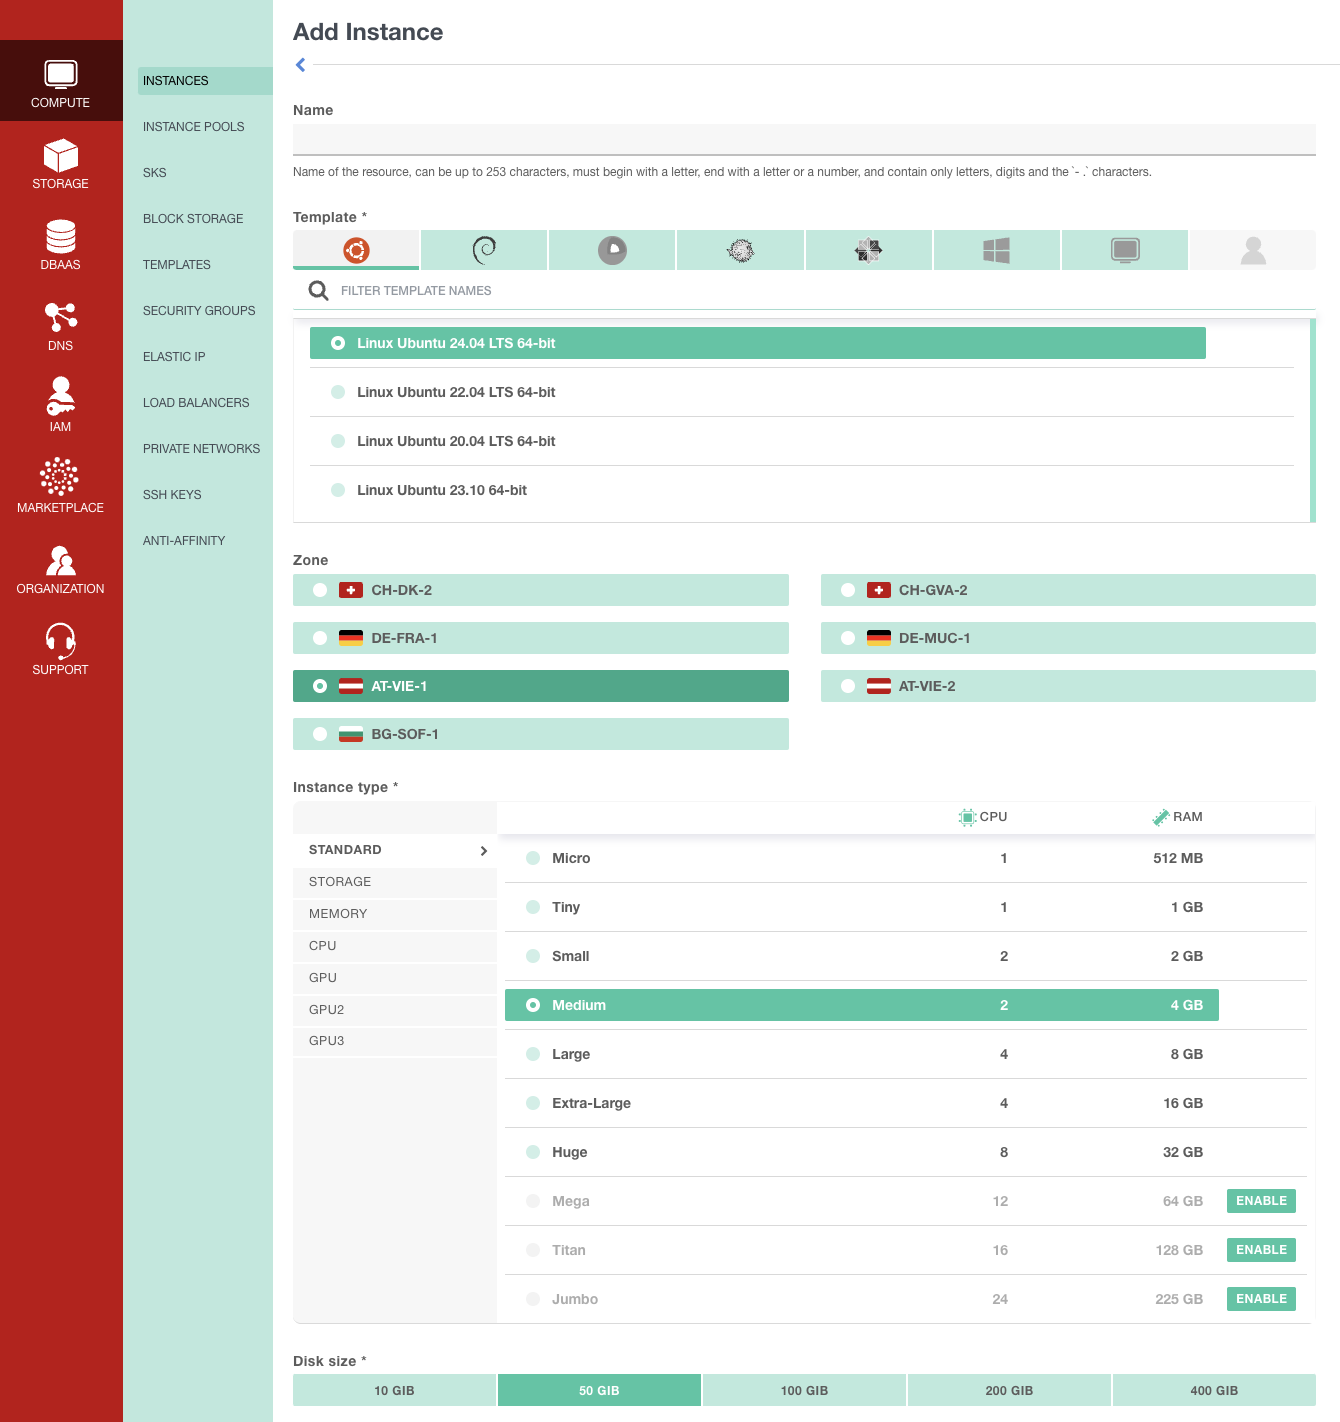 Add Instance
COMPUTE
STORAGE
DBAAS
DNS
IAM
MARKETPLACE
ORGANIZATION
SUPPORT
INSTANCES
INSTANCE POOLS
SKS
BLOCK STORAGE
TEMPLATES
SECURITY GROUPS
ELASTIC IP
LOAD BALANCERS
PRIVATE NETWORKS
SSH KEYS
ANTI-AFFINITY
Name
Name of the resource, can be up to 253 characters, must begin with a letter, end with a letter or a number, and contain only letters, digits and the `- .` characters.
Template *
FILTER TEMPLATE NAMES
Linux Ubuntu 24.04 LTS 64-bit
Linux Ubuntu 22.04 LTS 64-bit
Linux Ubuntu 20.04 LTS 64-bit
Linux Ubuntu 23.10 64-bit
Zone
CH-DK-2 CH-GVA-2
DE-FRA-1 DE-MUC-1
AT-VIE-1 AT-VIE-2
BG-SOF-1
Instance type *
STANDARD
STORAGE
MEMORY
CPU
GPU
GPU2
GPU3
CPU RAM
Micro 1 512 MB
Tiny 1 1 GB
Small 2 2 GB
Medium 2 4 GB
Large 4 8 GB
Extra-Large 4 16 GB
Huge 8 32 GB
Mega 12 64 GB ENABLE
Titan 16 128 GB ENABLE
Jumbo 24 225 GB ENABLE
Disk size *
10 GIB 50 GIB 100 GIB 200 GIB 400 GIB